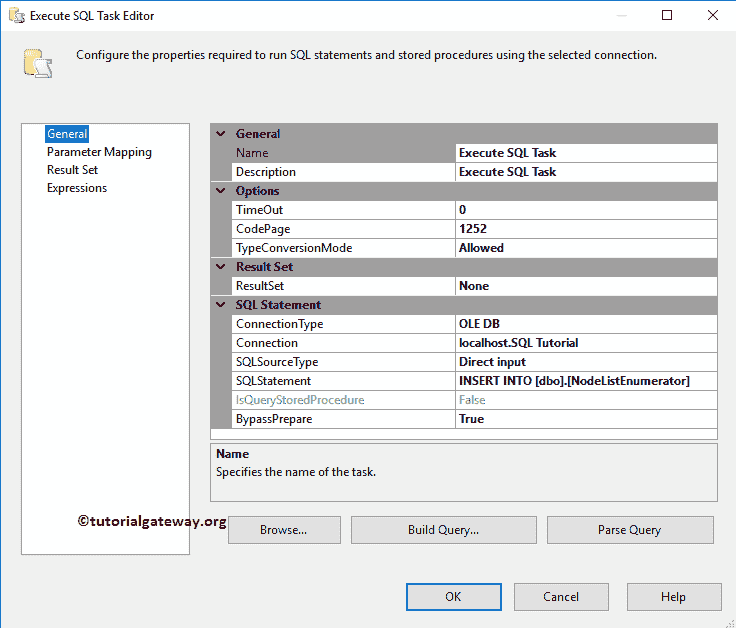 Execute SQL Task Editor
Configure the properties required to run SQL statements and stored procedures using the selected connection.
General
Parameter Mapping
Result Set
Expressions
General
Name Execute SQL Task
Description Execute SQL Task
Options
TimeOut 0
CodePage 1252
TypeConversionMode Allowed
Result Set
ResultSet None
SQL Statement
ConnectionType OLE DB
Connection localhost.SQL Tutorial
SQLSourceType Direct input
SQLStatement INSERT INTO [dbo].[NodeListEnumerator]
IsQueryStoredProcedure False
BypassPrepare True
Name
Specifies the name of the task.
©tutorialgateway.org
Browse... Build Query... Parse Query
OK Cancel Help